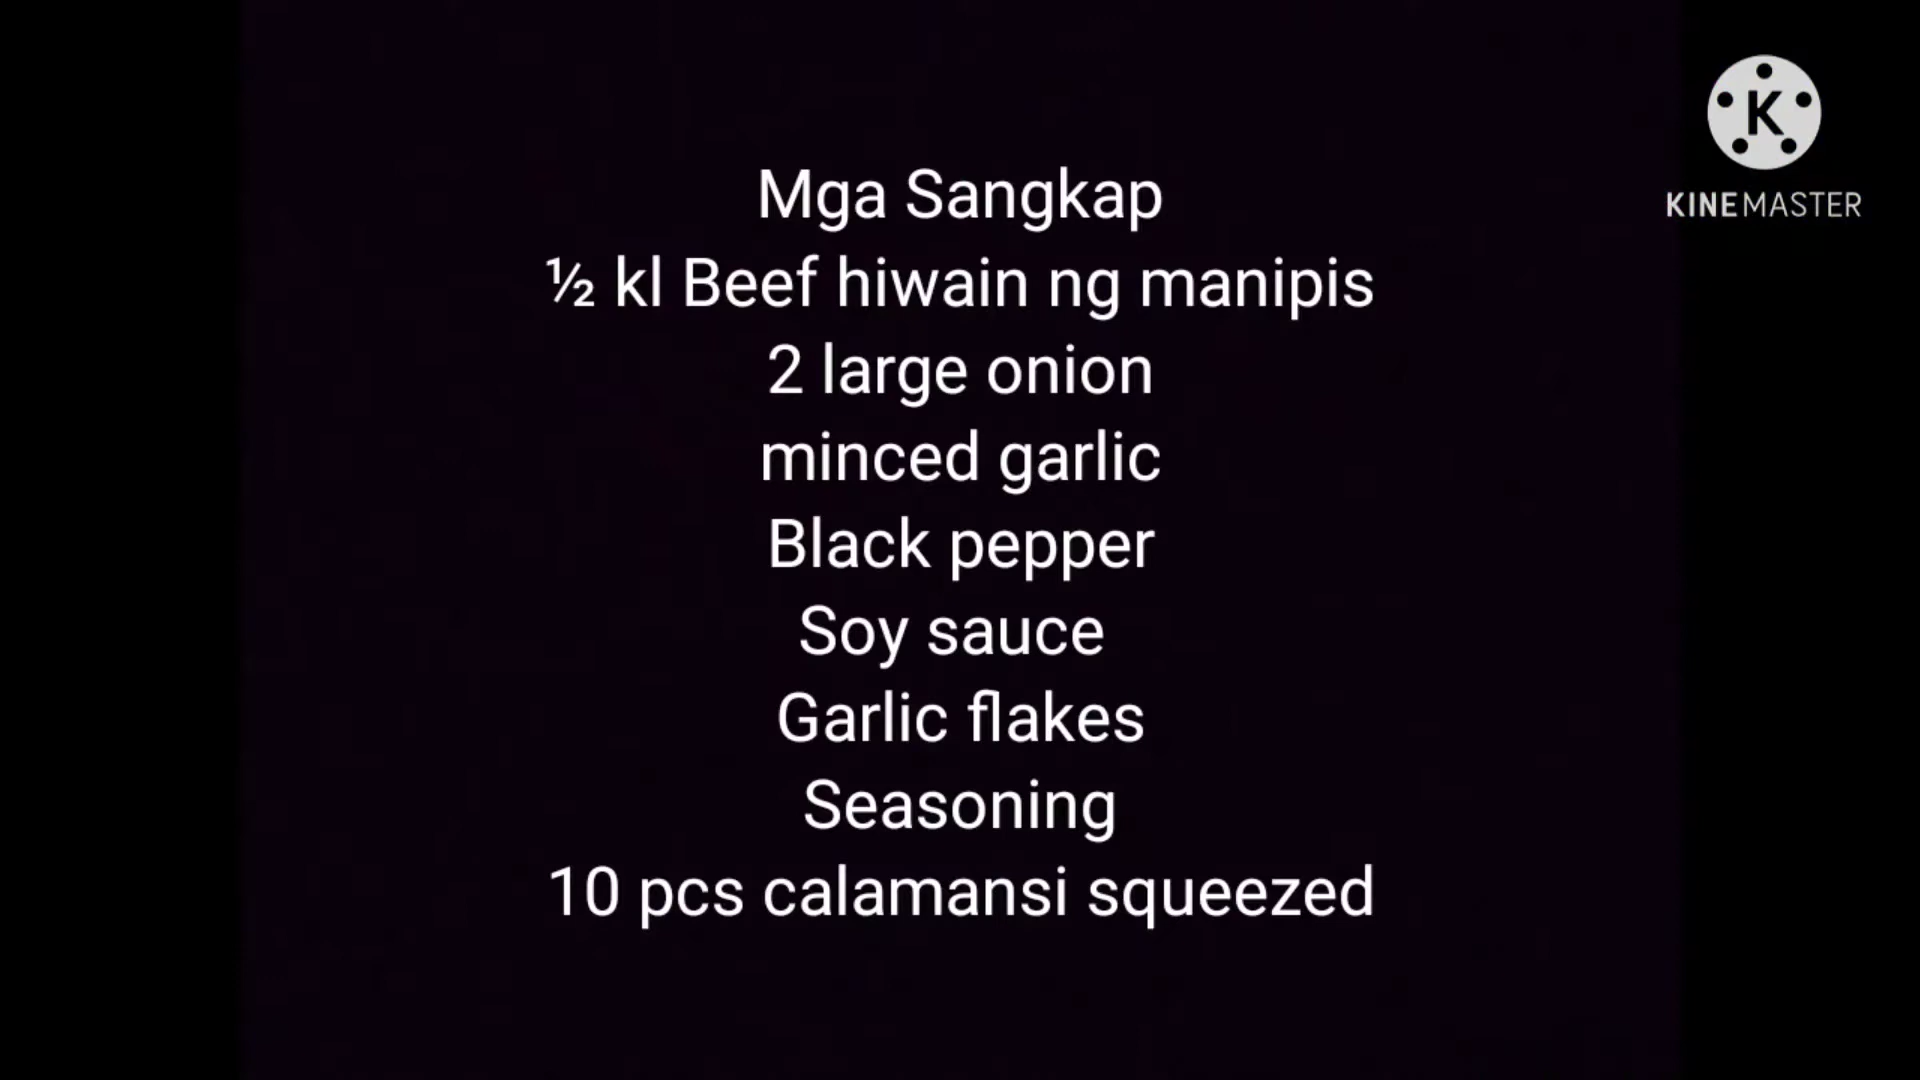 Mga Sangkap
½ kl Beef hiwain ng manipis
2 large onion
minced garlic
Black pepper
Soy sauce
Garlic flakes
Seasoning
10 pcs calamansi squeezed
K
KINEMASTER